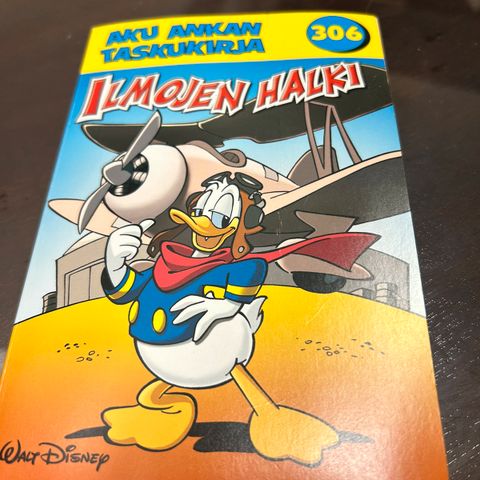 AKU ANKAN
TASKUKIRJA
306
ILMOJEN HALKI
WALT DISNEY